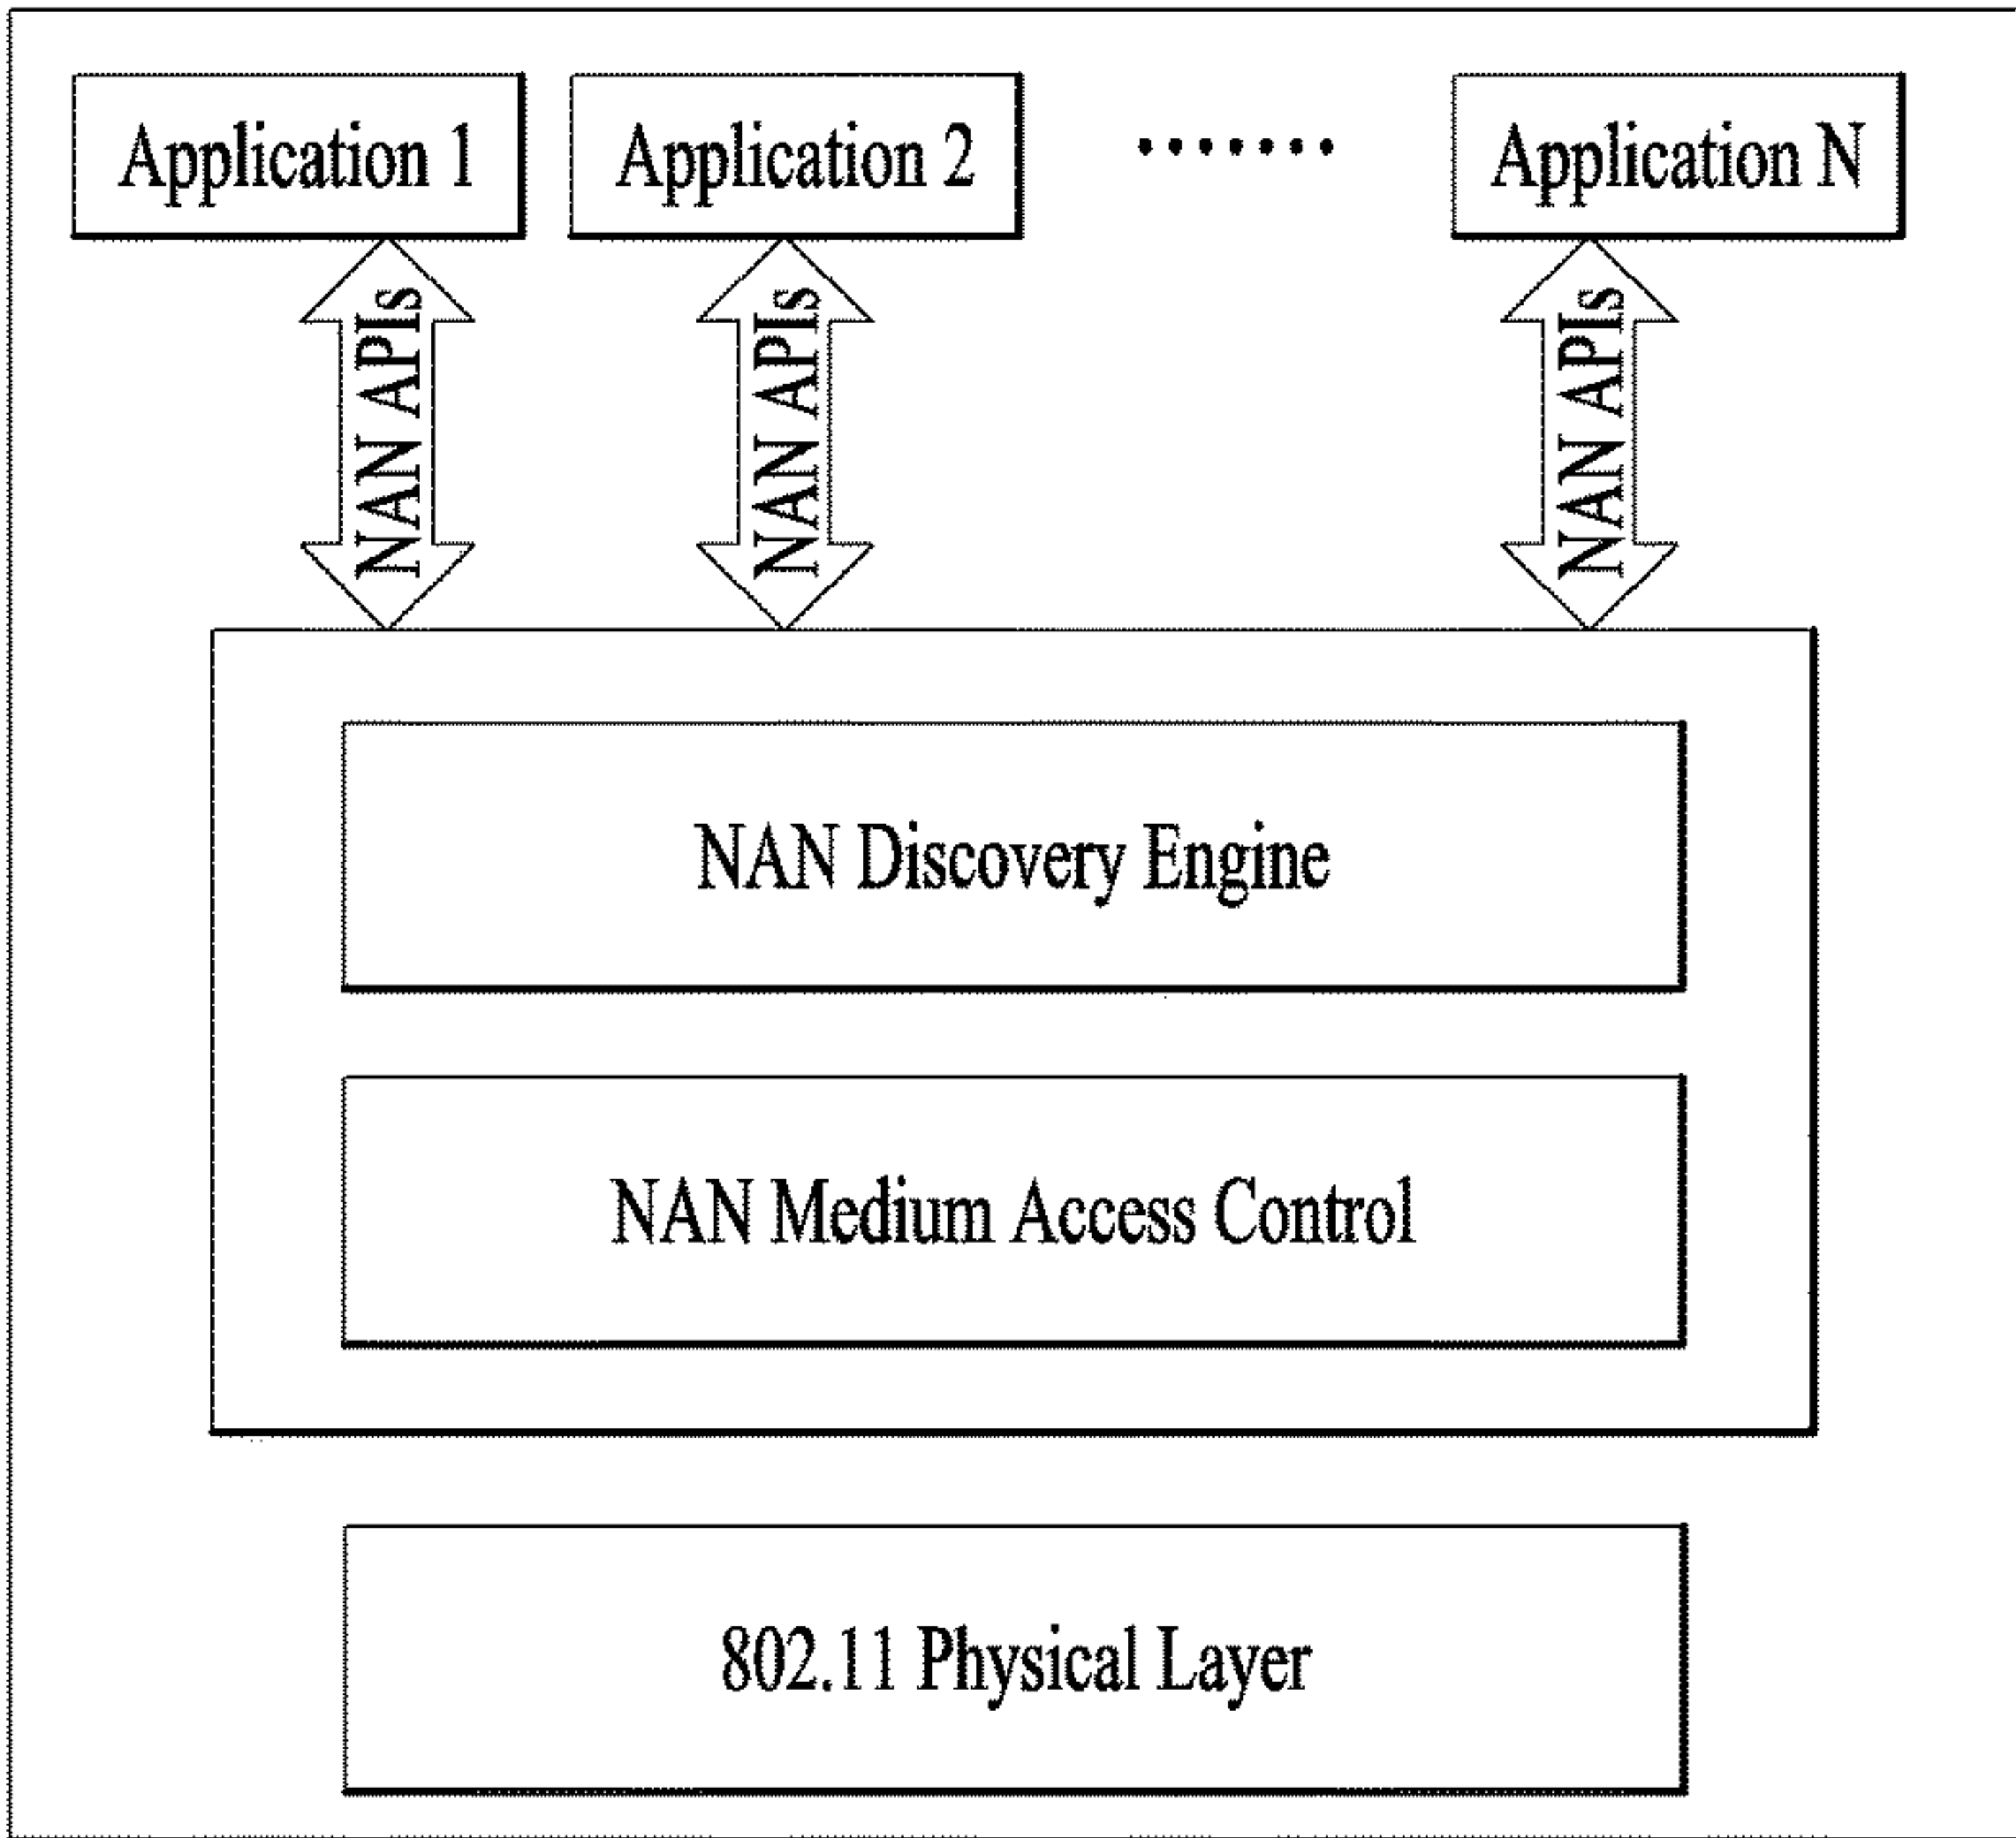 Application 1
Application 2
.......
Application N
NAN APIs
NAN APIs
NAN APIs
NAN Discovery Engine
NAN Medium Access Control
802.11 Physical Layer